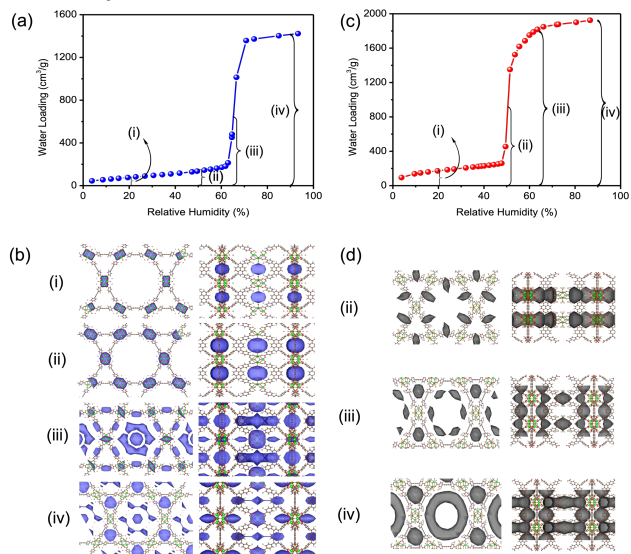 (a)
1400
1200
800
400
0
Water Loading (cm³/g)
(i)
(ii)
(iii)
(iv)
0 20 40 60 80 100
Relative Humidity (%)
(c)
2000
1600
1200
800
400
0
Water Loading (cm³/g)
(i)
(ii)
(iii)
(iv)
0 20 40 60 80 100
Relative Humidity (%)
(b)
(i)
(ii)
(iii)
(iv)
(d)
(ii)
(iii)
(iv)